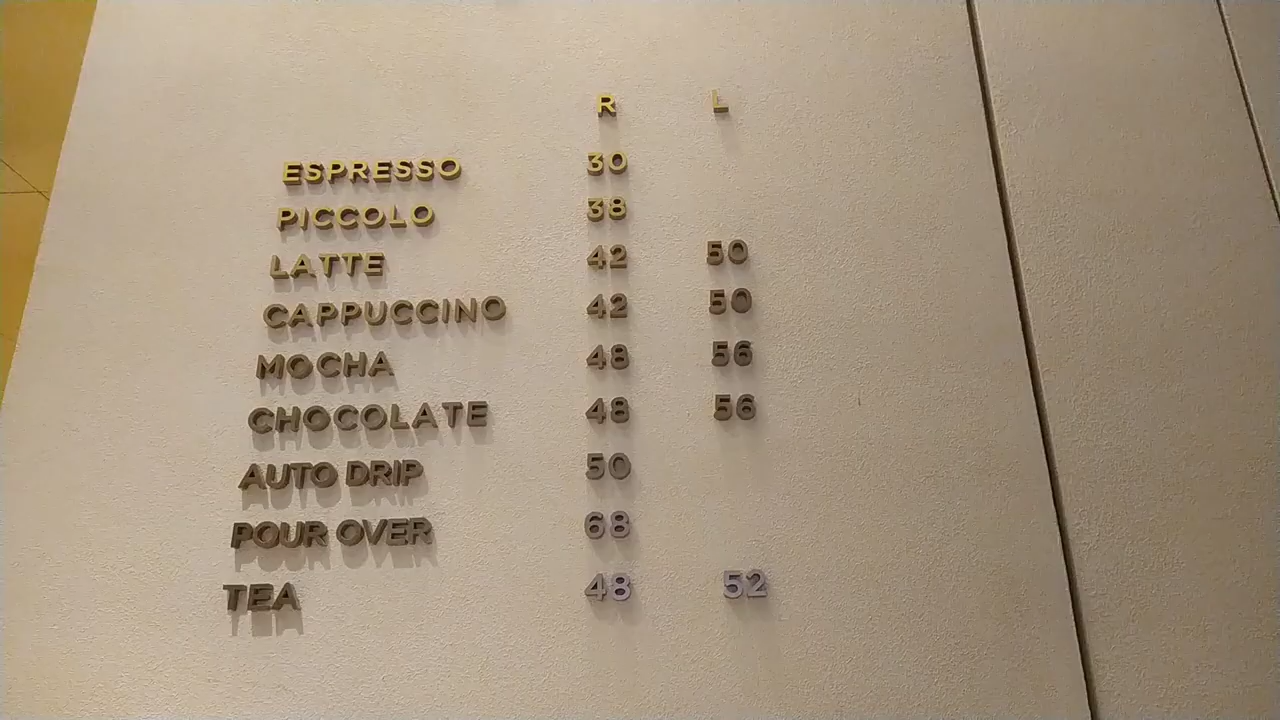 R L
ESPRESSO 30
PICCOLO 38
LATTE 42 50
CAPPUCCINO 42 50
MOCHA 48 56
CHOCOLATE 48 56
AUTO DRIP 50
POUR OVER 68
TEA 48 52